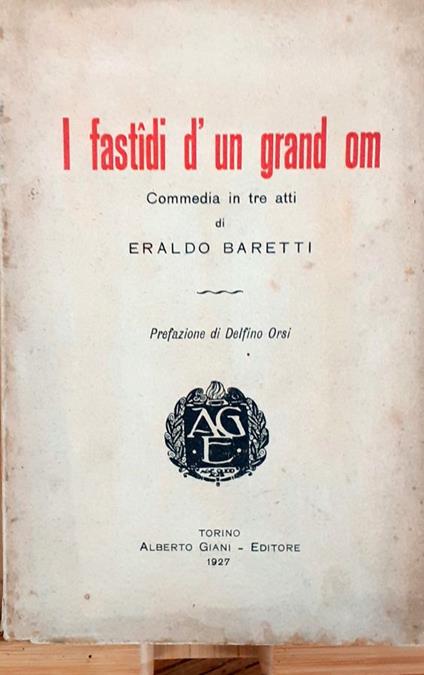 I fastîdi d' un grand om
Commedia in tre atti
di
ERALDO BARETTI
Prefazione di Delfino Orsi
AG
E
TORINO
ALBERTO GIANI - EDITORE
1927